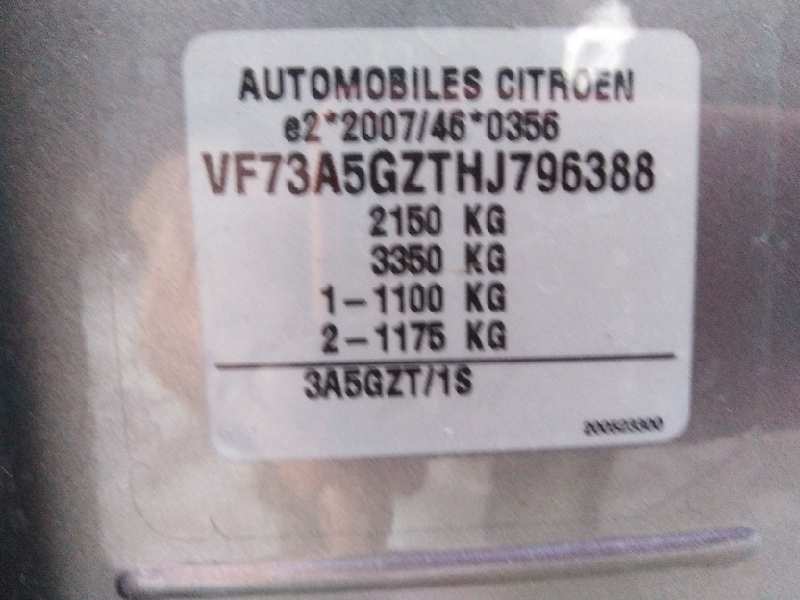 AUTOMOBILES CITROEN
e2*2007/46*0356
VF73A5GZTHJ796388
2150 KG
3350 KG
1-1100 KG
2-1175 KG
3A5GZT/1S